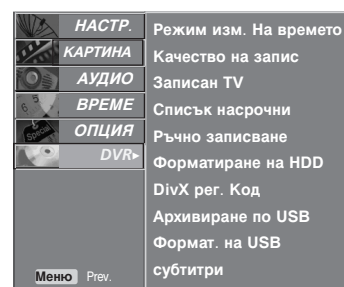 НАСТР.
КАРТИНА
АУДИО
ВРЕМЕ
ОПЦИЯ
DVR
Меню Prev.
Режим изм. На времето
Качество на запис
Записан TV
Списък насрочни
Ръчно записване
Форматиране на HDD
DivX рег. Код
Архивиране по USB
Формат. на USB
субтитри